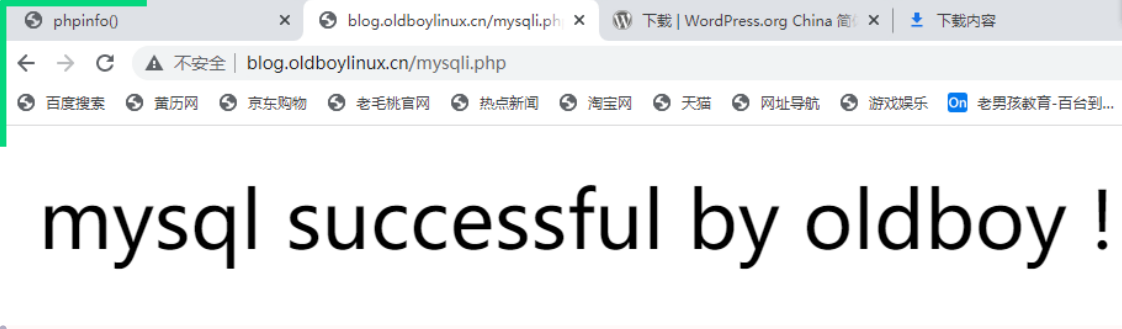 phpinfo() blog.oldboylinux.cn/mysqli.ph 下载 | WordPress.org China 简 下载内容
不安全 blog.oldboylinux.cn/mysqli.php
百度搜索 黄历网 京东购物 老毛桃官网 热点新闻 淘宝网 天猫 网址导航 游戏娱乐 On 老男孩教育-百台到...
mysql successful by oldboy !